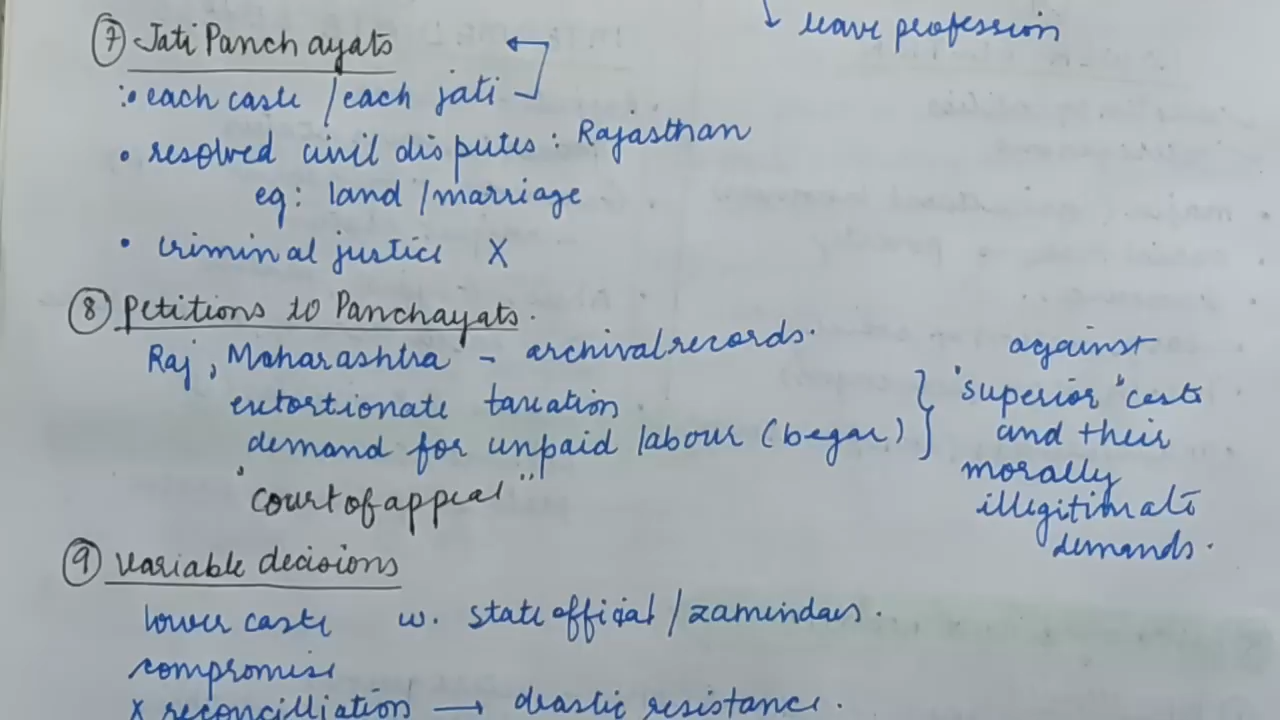 ↳ leave profession
⑦ Jati Panchayats
:• each caste / each jati
• resolved civil disputes : Rajasthan
eg: land / marriage
• criminal justice X
⑧ Petitions to Panchayats.
Raj, Maharashtra - archival records.
extortionate taxation
demand for unpaid labour (begar)
"court of appeal"
against
"superior" caste
and their
morally
illegitimate
demands.
⑨ Variable decisions
lower caste w. state official / zamindars.
compromise
X reconcilliation → drastic resistance.